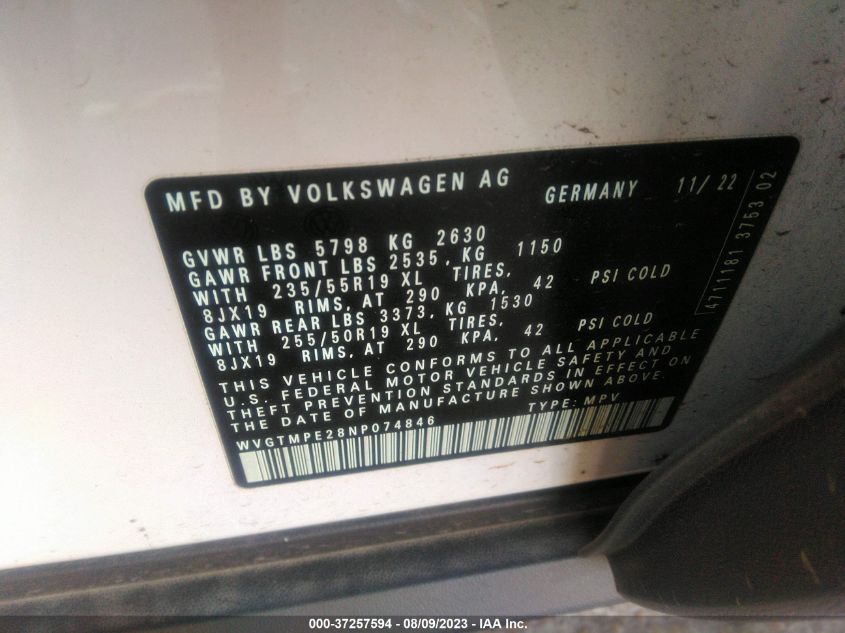 MFD BY VOLKSWAGEN AG GERMANY 11/ 22
GVWR LBS 5798 KG 2630
GAWR FRONT LBS 2535, KG 1150
WITH 235/55R19 XL TIRES,
8JX19 RIMS, AT 290 KPA, 42 PSI COLD
GAWR REAR LBS 3373, KG 1530
WITH 255/50R19 XL TIRES,
8JX19 RIMS, AT 290 KPA, 42 PSI COLD
THIS VEHICLE CONFORMS TO ALL APPLICABLE
U.S. FEDERAL MOTOR VEHICLE SAFETY AND
THEFT PREVENTION STANDARDS IN EFFECT ON
THE DATE OF MANUFACTURE SHOWN ABOVE.
WVGTMPE28NP074846 TYPE: MPV
4711181 3753 02
000-37257594 - 08/09/2023 - IAA Inc.